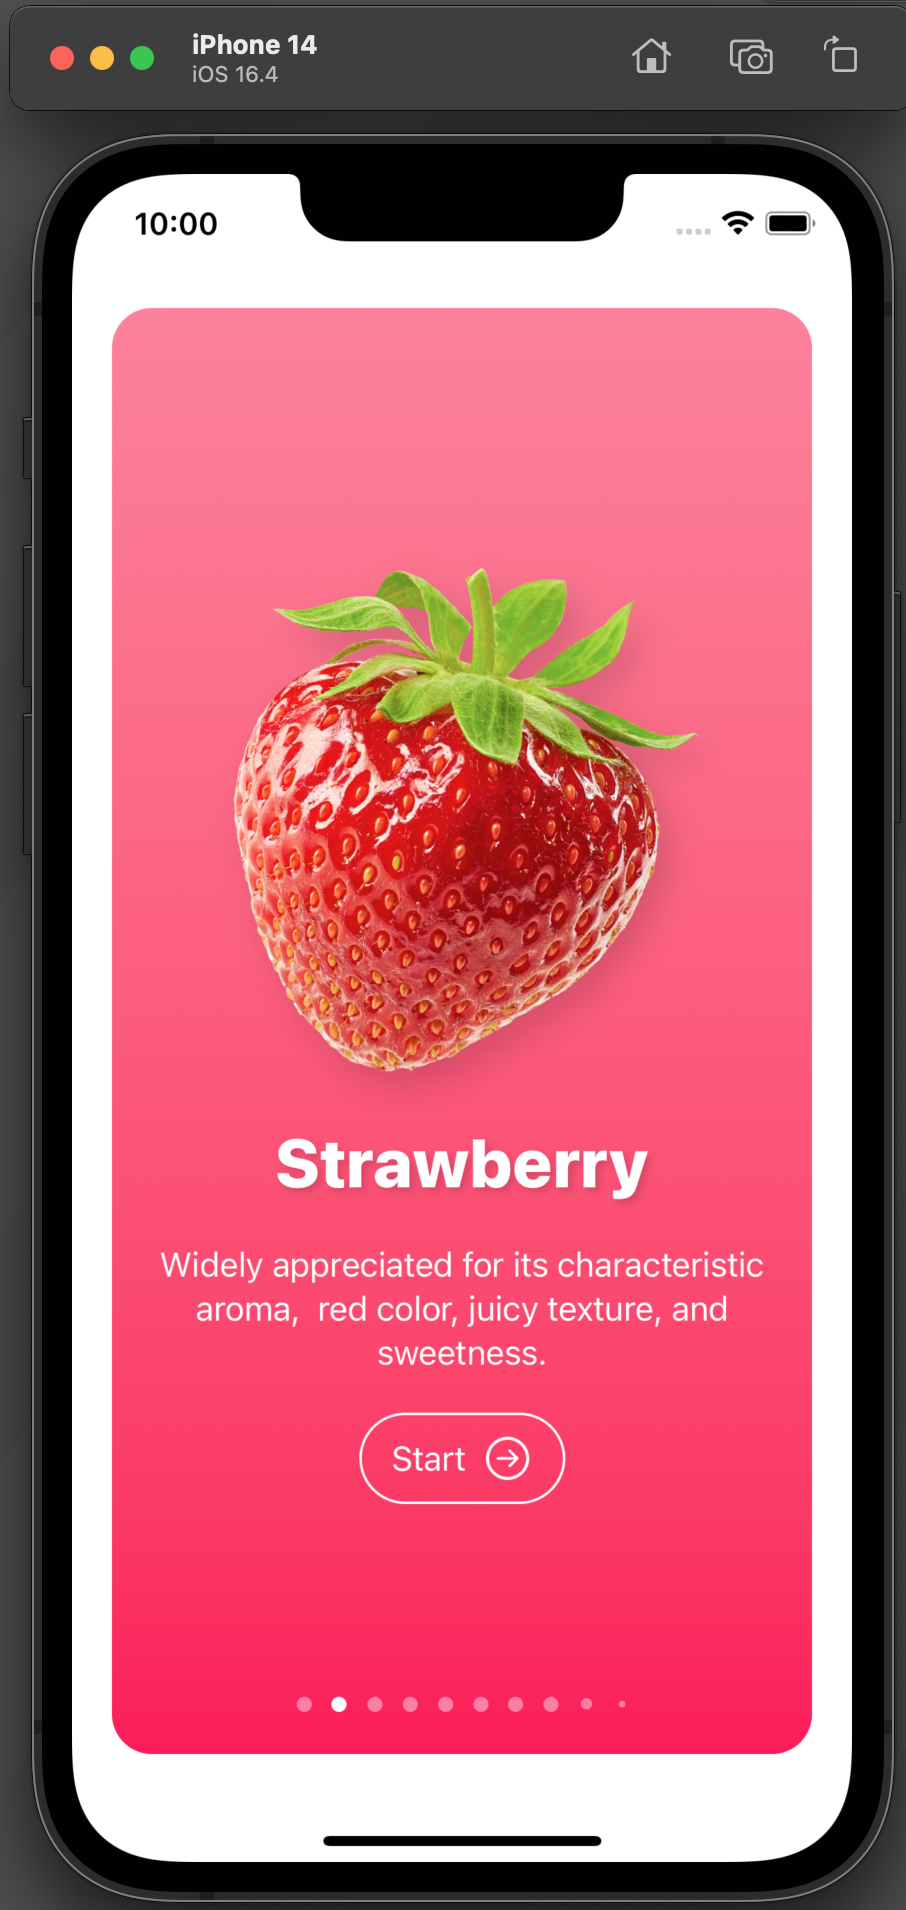 iPhone 14
iOS 16.4
10:00
Strawberry
Widely appreciated for its characteristic
aroma,  red color, juicy texture, and
sweetness.
Start